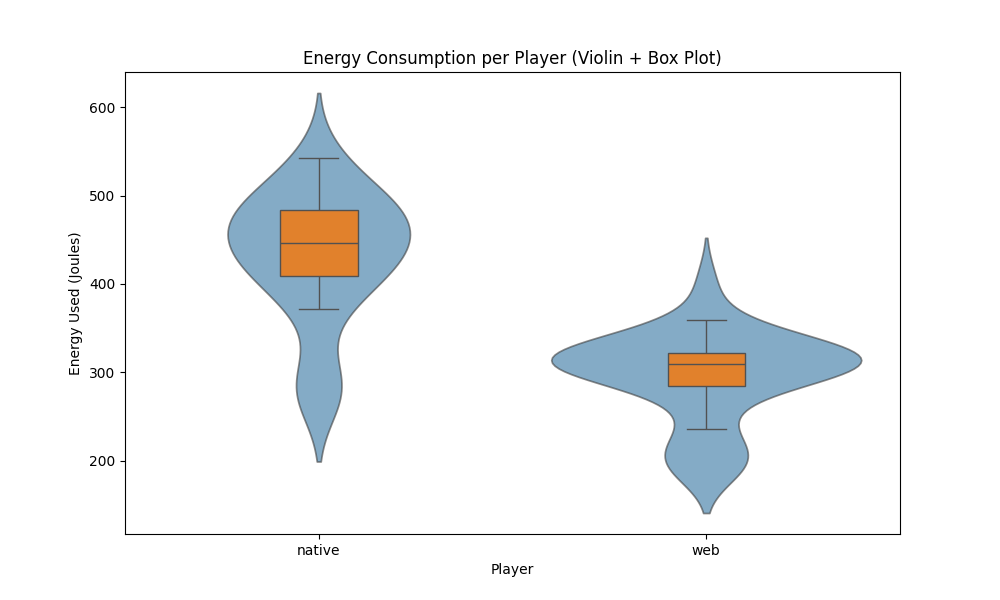 Energy Consumption per Player (Violin + Box Plot)
Energy Used (Joules)
600
500
400
300
200
native
web
Player